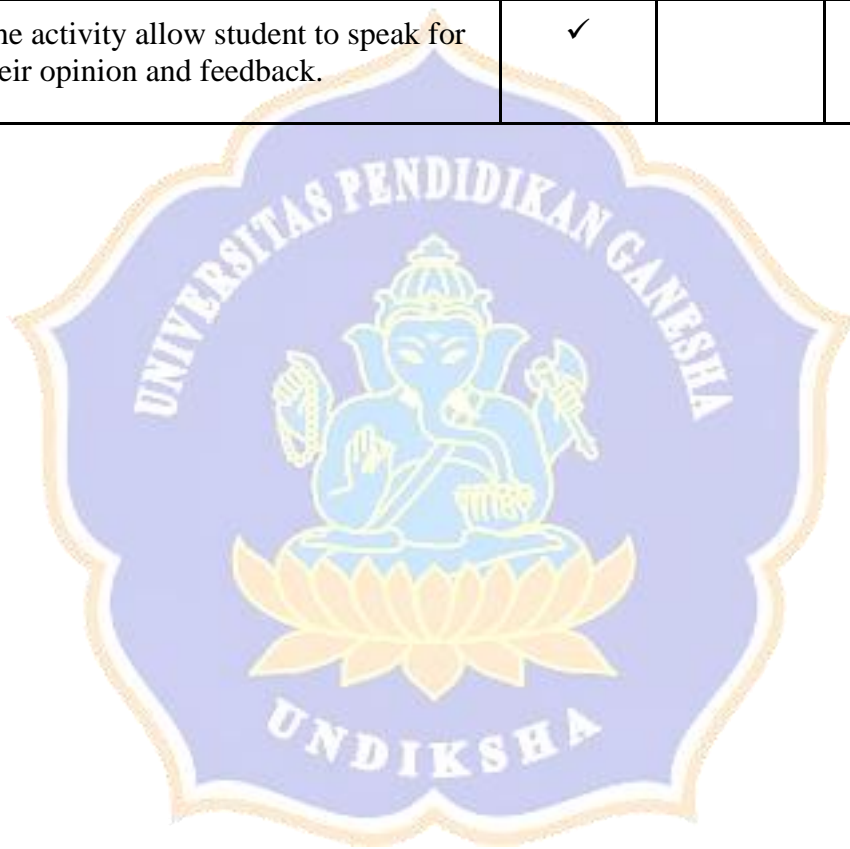 he activity allow student to speak for ✓
eir opinion and feedback.
UNIVERSITAS PENDIDIKAN GANESHA
UNDIKSHA